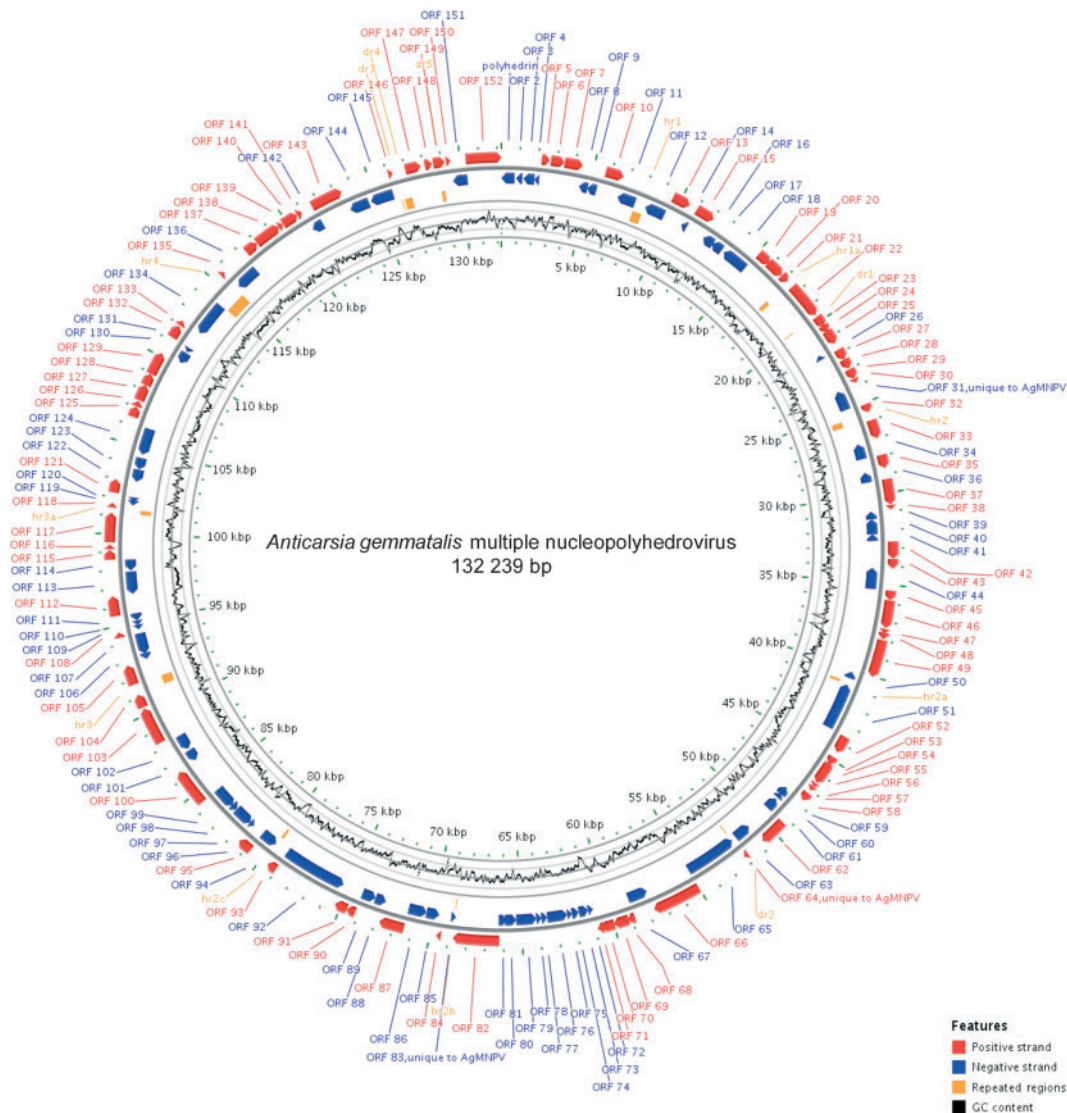 polyhedrin
ORF 2
ORF 3
ORF 4
ORF 5
ORF 6
ORF 7
ORF 8
ORF 9
ORF 10
ORF 11
hr1
ORF 12
ORF 13
ORF 14
ORF 15
ORF 16
ORF 17
ORF 18
ORF 19
ORF 20
ORF 21
hr1a
ORF 22
dr1
ORF 23
ORF 24
ORF 25
ORF 26
ORF 27
ORF 28
ORF 29
ORF 30
ORF 31,unique to AgMNPV
ORF 32
hr2
ORF 33
ORF 34
ORF 35
ORF 36
ORF 37
ORF 38
ORF 39
ORF 40
ORF 41
ORF 42
ORF 43
ORF 44
ORF 45
ORF 46
ORF 47
ORF 48
ORF 49
ORF 50
hr2a
ORF 51
ORF 52
ORF 53
ORF 54
ORF 55
ORF 56
ORF 57
ORF 58
ORF 59
ORF 60
ORF 61
ORF 62
ORF 63
ORF 64,unique to AgMNPV
dr2
ORF 65
ORF 66
ORF 67
ORF 68
ORF 69
ORF 70
ORF 71
ORF 72
ORF 73
ORF 74
ORF 75
ORF 76
ORF 77
ORF 78
ORF 79
ORF 80
ORF 81
ORF 82
hr2b
ORF 83,unique to AgMNPV
ORF 84
ORF 85
ORF 86
ORF 87
ORF 88
ORF 89
ORF 90
ORF 91
ORF 92
ORF 93
hr2c
ORF 94
ORF 95
ORF 96
ORF 97
ORF 98
ORF 99
ORF 100
ORF 101
ORF 102
ORF 103
ORF 104
hr3
ORF 105
ORF 106
ORF 107
ORF 108
ORF 109
ORF 110
ORF 111
ORF 112
ORF 113
ORF 114
ORF 115
ORF 116
ORF 117
hr3a
ORF 118
ORF 119
ORF 120
ORF 121
ORF 122
ORF 123
ORF 124
ORF 125
ORF 126
ORF 127
ORF 128
ORF 129
ORF 130
ORF 131
ORF 132
ORF 133
ORF 134
hr4
ORF 135
ORF 136
ORF 137
ORF 138
ORF 139
ORF 140
ORF 141
ORF 142
ORF 143
ORF 144
ORF 145
ORF 146
dr3
dr4
ORF 147
ORF 148
dr5
ORF 149
ORF 150
ORF 151
ORF 152
5 kbp
10 kbp
15 kbp
20 kbp
25 kbp
30 kbp
35 kbp
40 kbp
45 kbp
50 kbp
55 kbp
60 kbp
65 kbp
70 kbp
75 kbp
80 kbp
85 kbp
90 kbp
95 kbp
100 kbp
105 kbp
110 kbp
115 kbp
120 kbp
125 kbp
130 kbp
Anticarsia gemmatalis multiple nucleopolyhedrovirus
132 239 bp
Features
Positive strand
Negative strand
Repeated regions
GC content